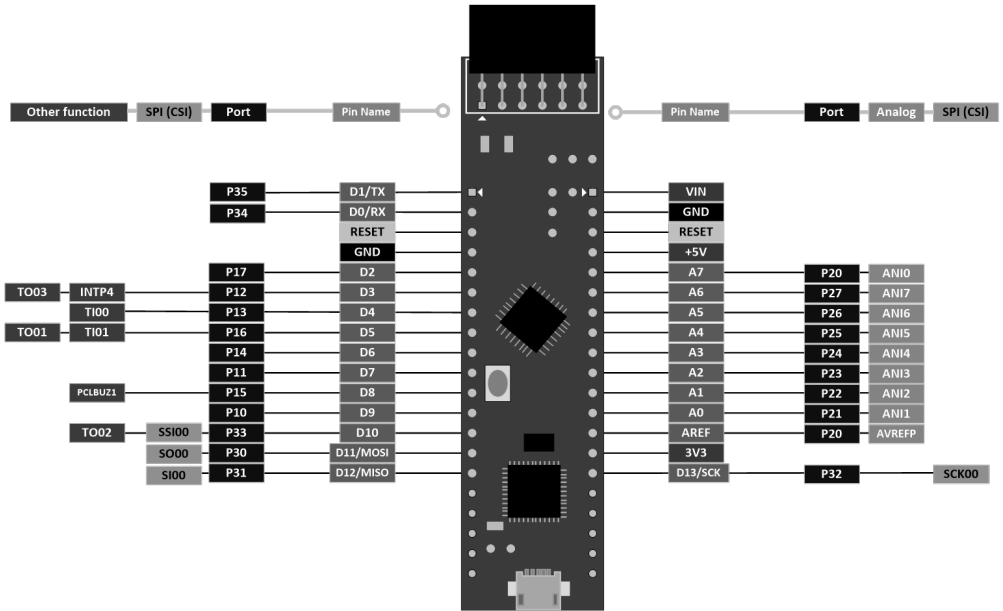 Other function SPI (CSI) Port Pin Name Pin Name Port Analog SPI (CSI)
P35 D1/TX VIN
P34 D0/RX GND
RESET RESET
GND +5V
P17 D2 A7 P20 ANI0
TO03 INTP4 P12 D3 A6 P27 ANI7
TI00 P13 D4 A5 P26 ANI6
TO01 TI01 P16 D5 A4 P25 ANI5
P14 D6 A3 P24 ANI4
P11 D7 A2 P23 ANI3
PCLBUZ1 P15 D8 A1 P22 ANI2
P10 D9 A0 P21 ANI1
TO02 SSI00 P33 D10 AREF P20 AVREFP
SO00 P30 D11/MOSI 3V3
SI00 P31 D12/MISO D13/SCK P32 SCK00